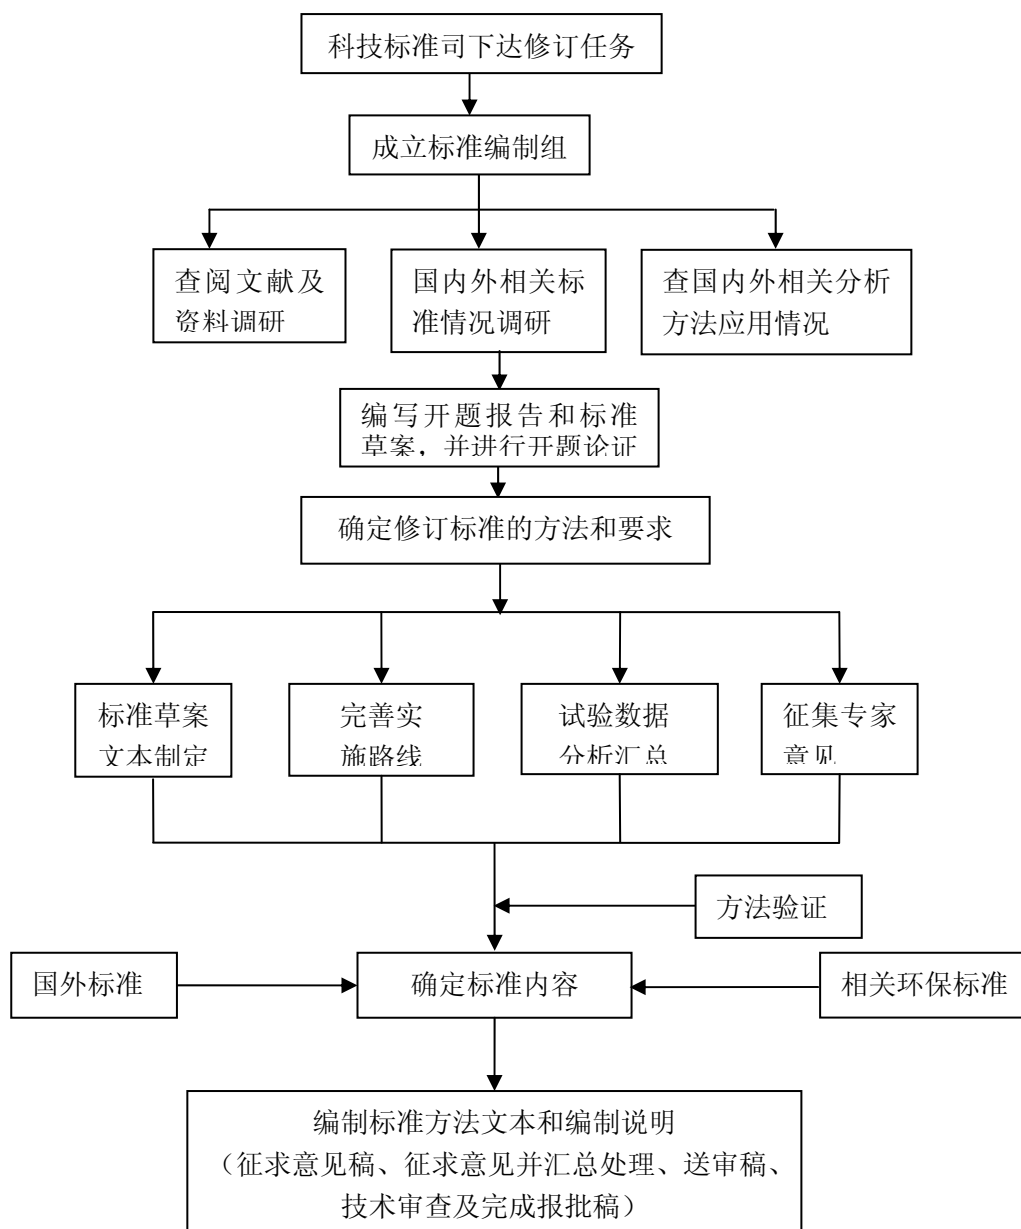 科技标准司下达修订任务
成立标准编制组
查阅文献及
资料调研
国内外相关标
准情况调研
查国内外相关分析
方法应用情况
编写开题报告和标准
草案，并进行开题论证
确定修订标准的方法和要求
标准草案
文本制定
完善实
施路线
试验数据
分析汇总
征集专家
意见
方法验证
国外标准
确定标准内容
相关环保标准
编制标准方法文本和编制说明
（征求意见稿、征求意见并汇总处理、送审稿、
技术审查及完成报批稿）